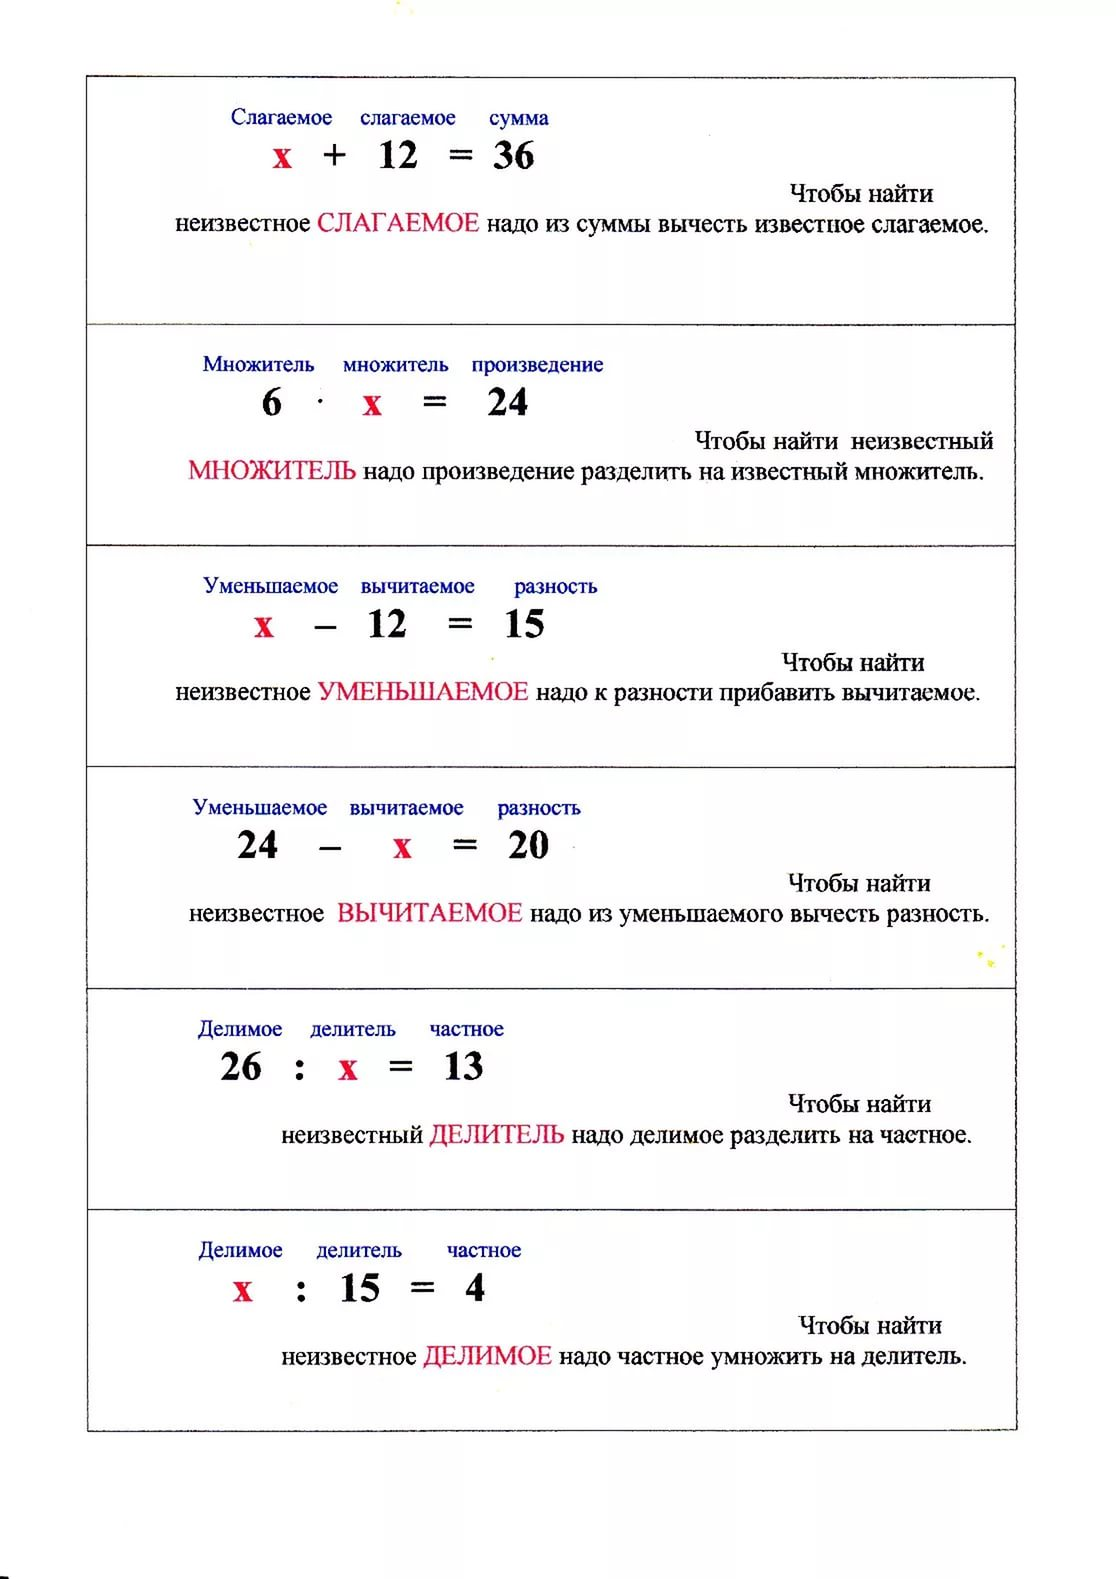 Слагаемое слагаемое сумма
х + 12 = 36
Чтобы найти
неизвестное СЛАГАЕМОЕ надо из суммы вычесть известное слагаемое.
Множитель множитель произведение
6 · х = 24
Чтобы найти неизвестный
МНОЖИТЕЛЬ надо произведение разделить на известный множитель.
Уменьшаемое вычитаемое разность
х – 12 = 15
Чтобы найти
неизвестное УМЕНЬШАЕМОЕ надо к разности прибавить вычитаемое.
Уменьшаемое вычитаемое разность
24 – х = 20
Чтобы найти
неизвестное ВЫЧИТАЕМОЕ надо из уменьшаемого вычесть разность.
Делимое делитель частное
26 : х = 13
Чтобы найти
неизвестный ДЕЛИТЕЛЬ надо делимое разделить на частное.
Делимое делитель частное
х : 15 = 4
Чтобы найти
неизвестное ДЕЛИМОЕ надо частное умножить на делитель.